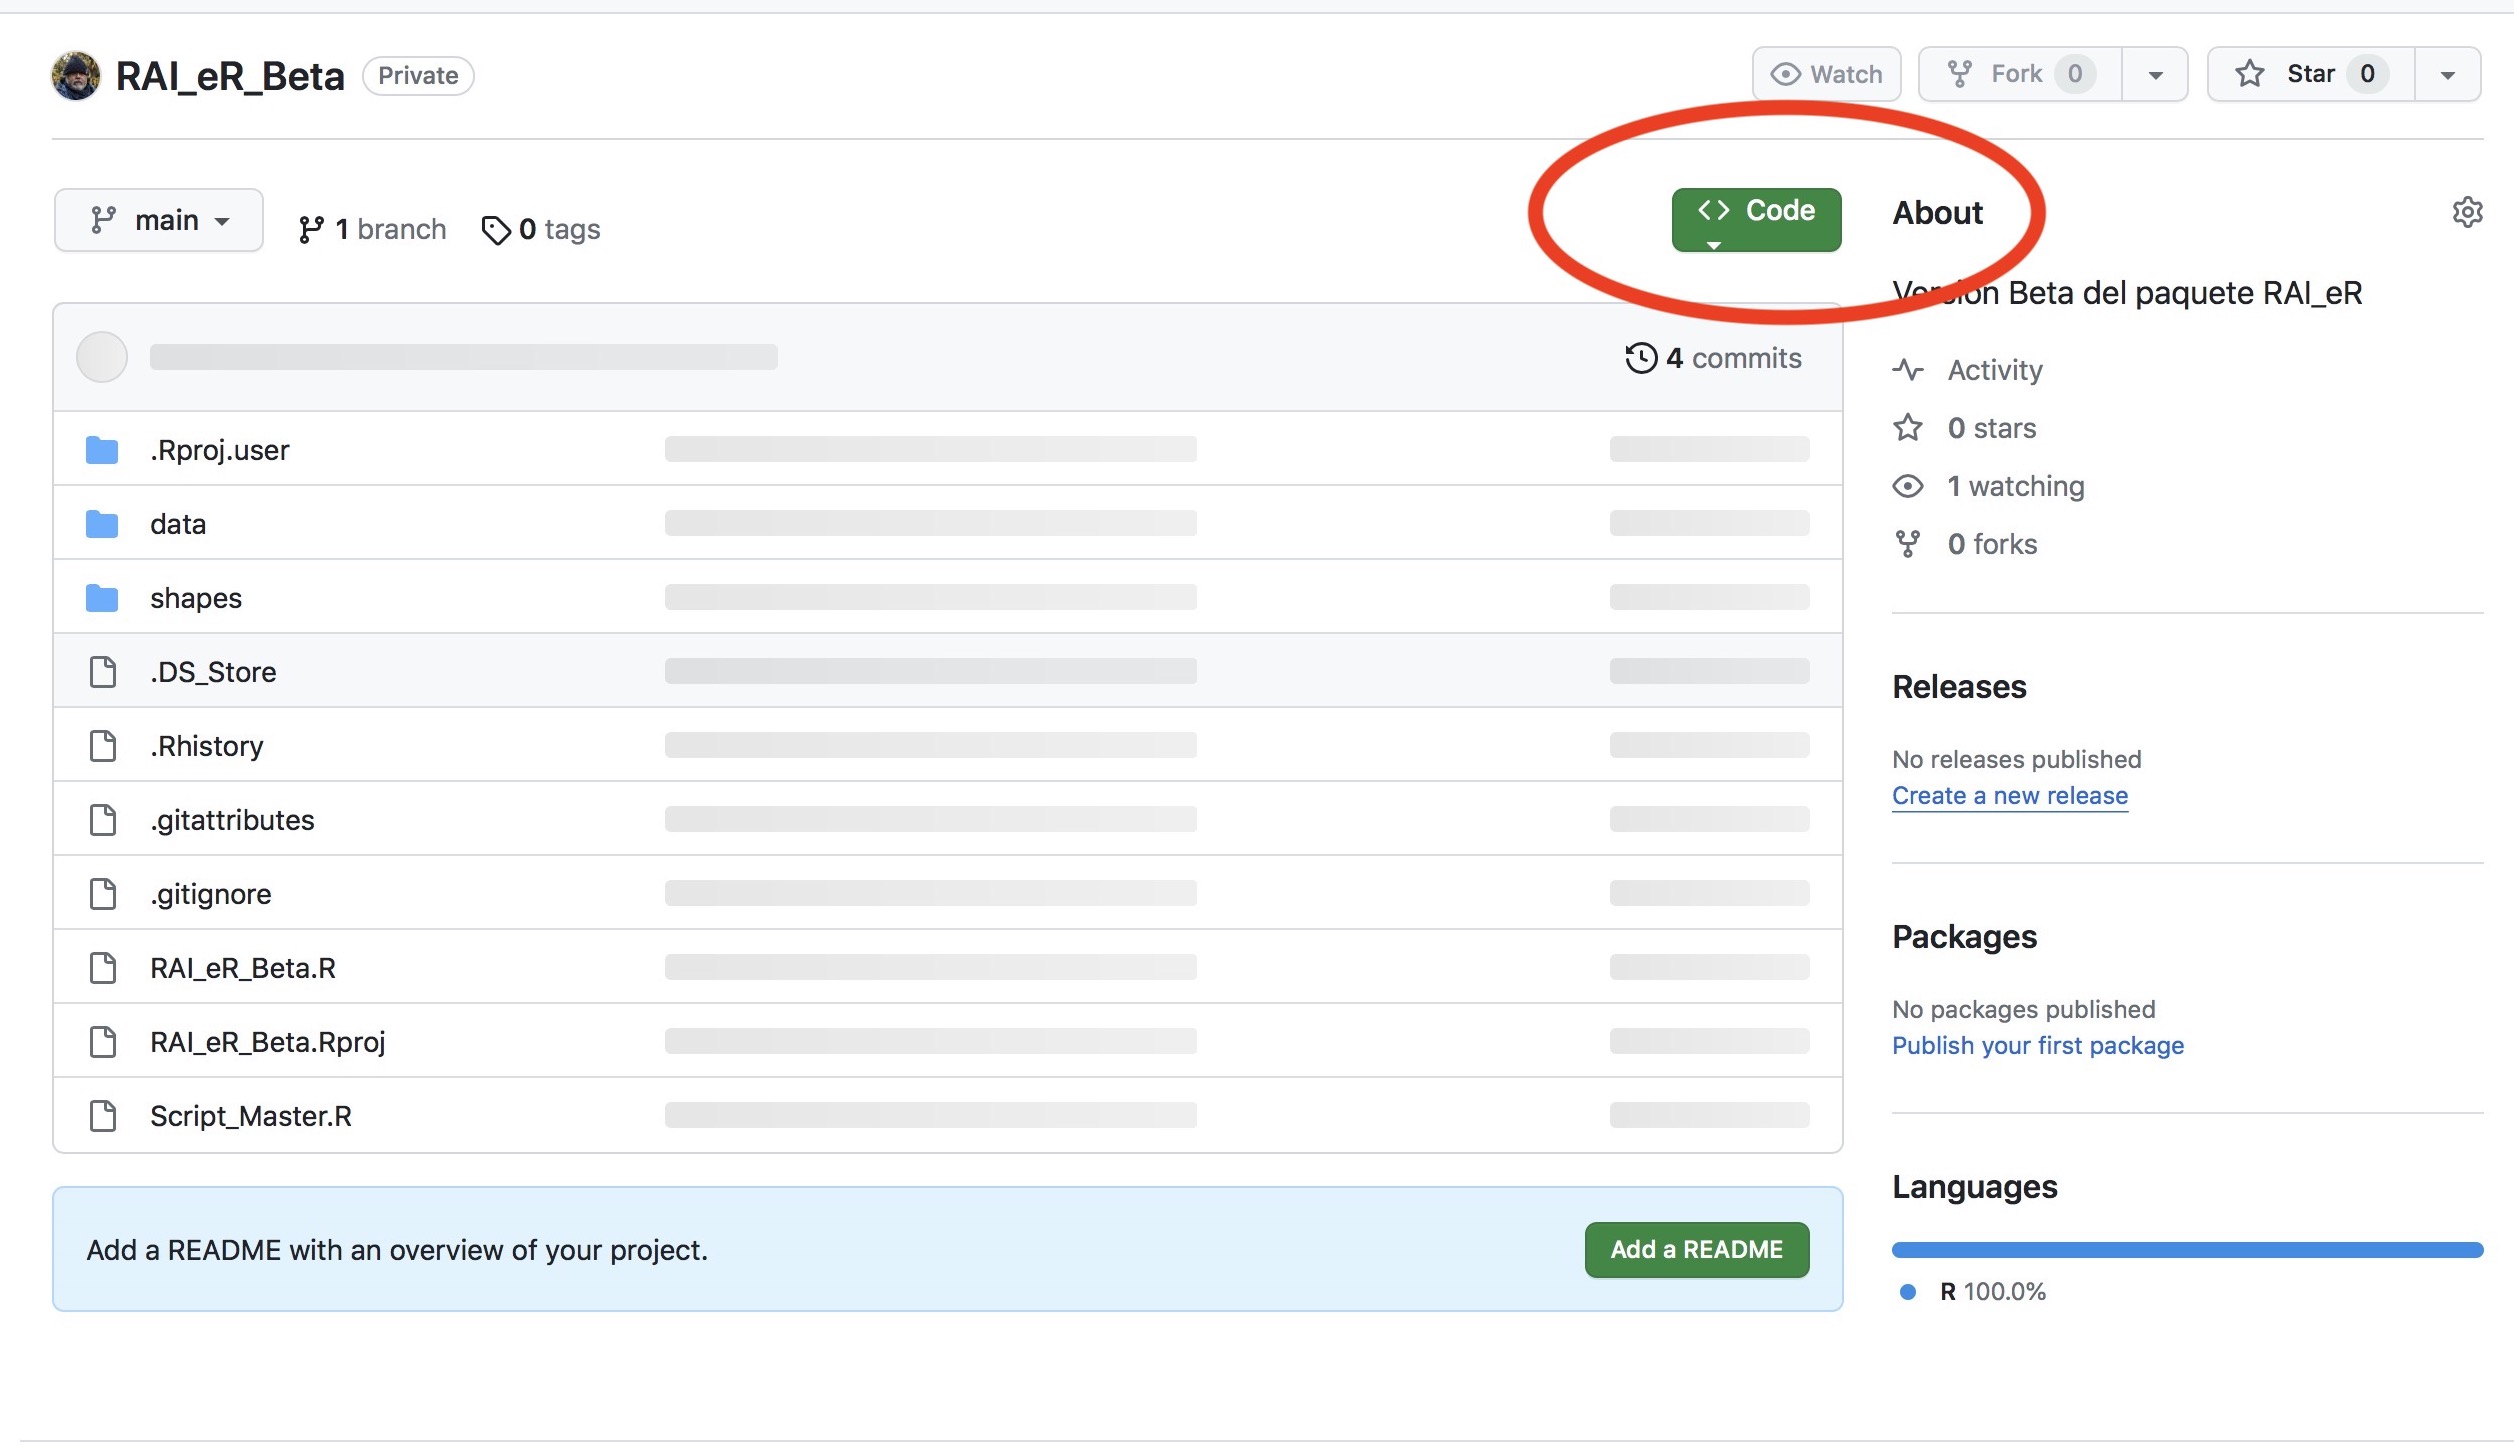 RAI_eR_Beta Private
Watch Fork 0 Star 0
main 1 branch 0 tags
Code
4 commits
.Rproj.user
data
shapes
.DS_Store
.Rhistory
.gitattributes
.gitignore
RAI_eR_Beta.R
RAI_eR_Beta.Rproj
Script_Master.R
Add a README with an overview of your project.
Add a README
About
Versión Beta del paquete RAI_eR
Activity
0 stars
1 watching
0 forks
Releases
No releases published
Create a new release
Packages
No packages published
Publish your first package
Languages
R 100.0%